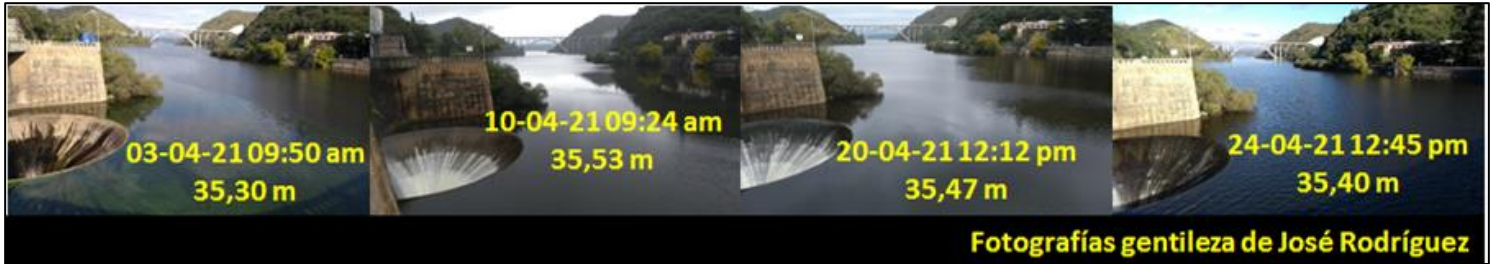 03-04-21 09:50 am
35,30 m
10-04-21 09:24 am
35,53 m
20-04-21 12:12 pm
35,47 m
24-04-21 12:45 pm
35,40 m
Fotografías gentileza de José Rodríguez